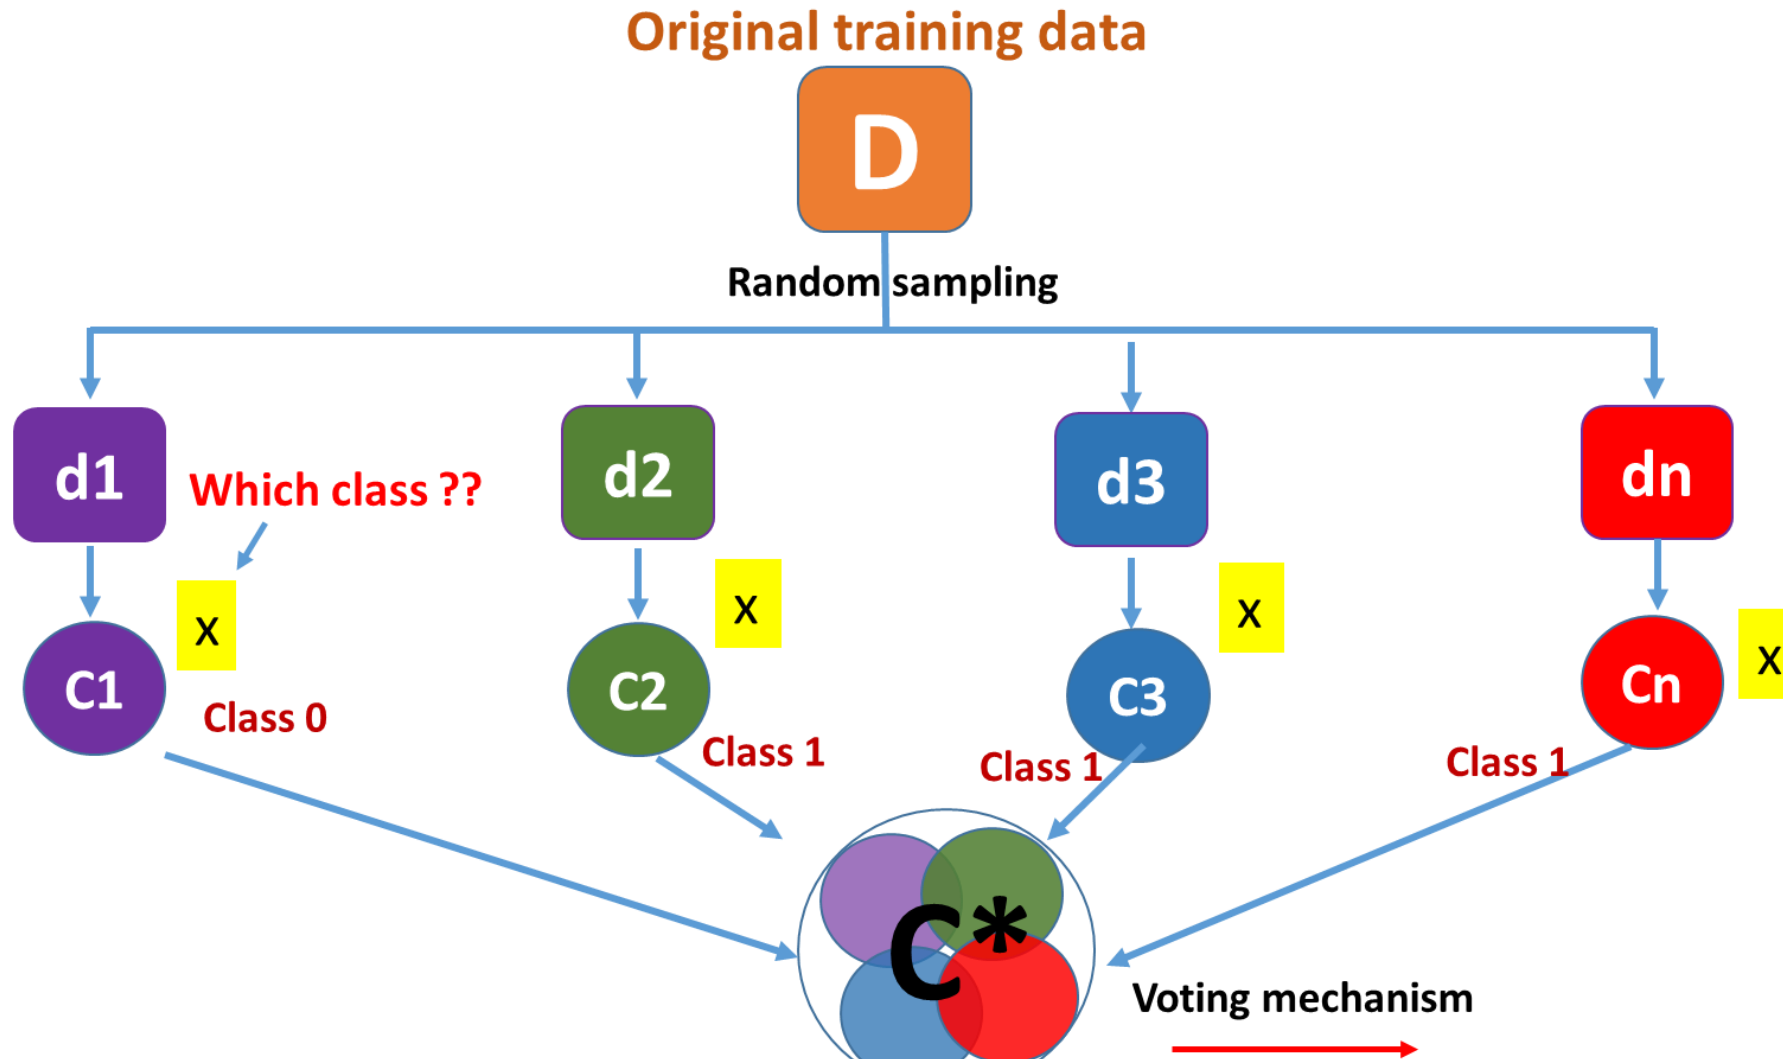 Original training data
D
Random sampling
d1
d2
d3
dn
Which class ??
x
x
x
x
C1
C2
C3
Cn
Class 0
Class 1
Class 1
Class 1
C*
Voting mechanism